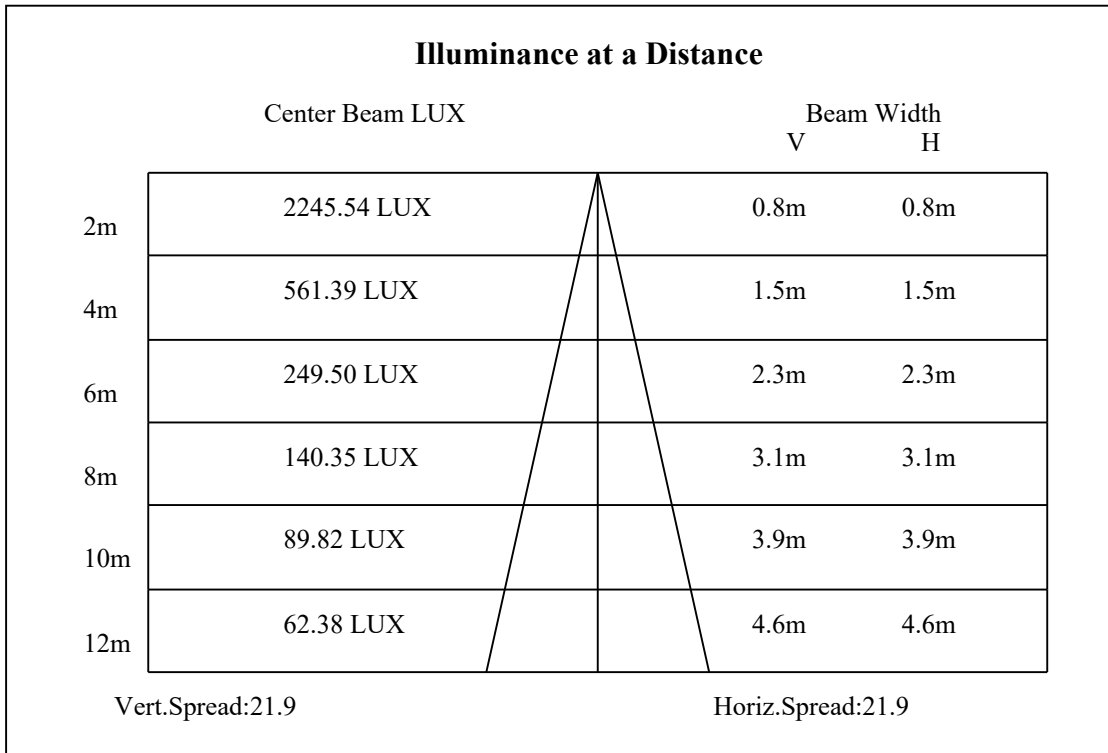 Illuminance at a Distance
Center Beam LUX Beam Width
V H
2m 2245.54 LUX 0.8m 0.8m
4m 561.39 LUX 1.5m 1.5m
6m 249.50 LUX 2.3m 2.3m
8m 140.35 LUX 3.1m 3.1m
10m 89.82 LUX 3.9m 3.9m
12m 62.38 LUX 4.6m 4.6m
Vert.Spread:21.9 Horiz.Spread:21.9